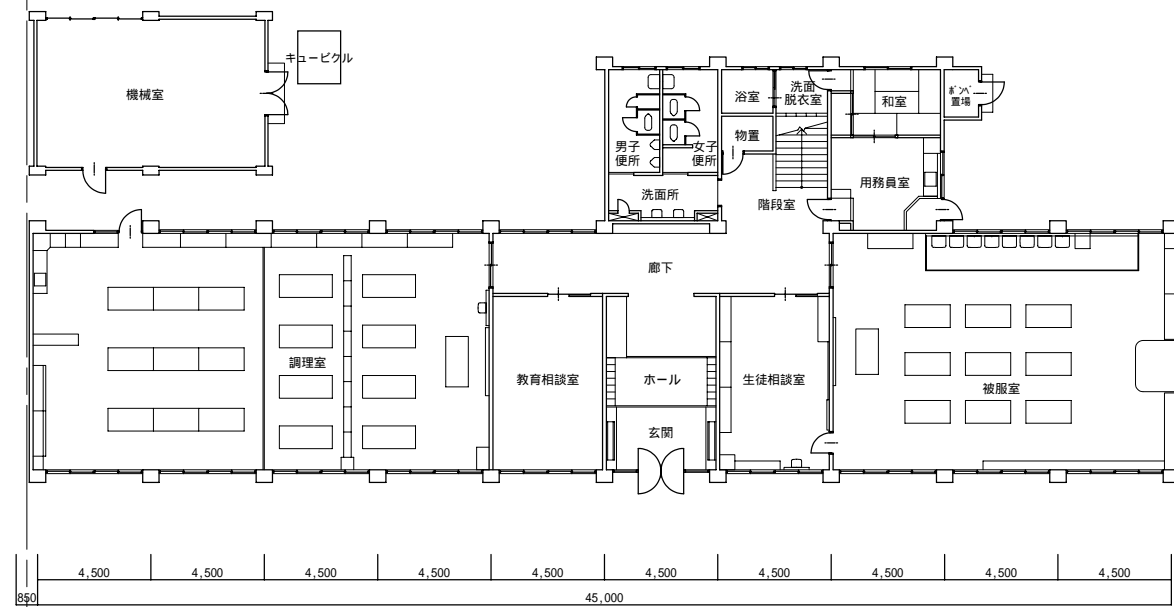 キュービクル
機械室
浴室
洗面
脱衣室
和室
ボンベ
置場
物置
男子
便所
女子
便所
用務員室
洗面所
階段室
廊下
調理室
教育相談室
ホール
生徒相談室
被服室
玄関
4,500 4,500 4,500 4,500 4,500 4,500 4,500 4,500 4,500 4,500
850 45,000